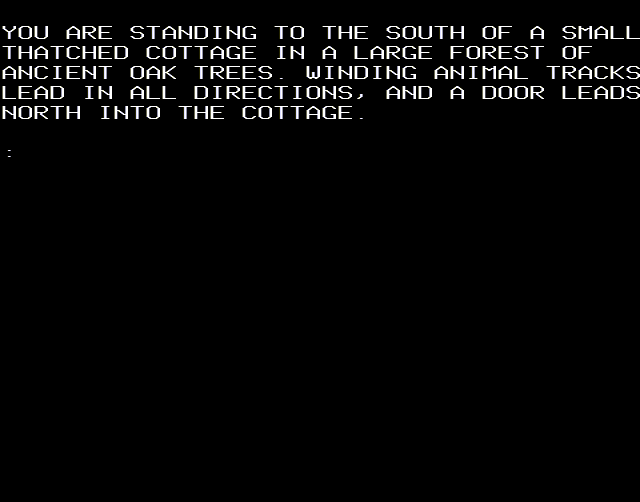 YOU ARE STANDING TO THE SOUTH OF A SMALL
THATCHED COTTAGE IN A LARGE FOREST OF
ANCIENT OAK TREES. WINDING ANIMAL TRACKS
LEAD IN ALL DIRECTIONS, AND A DOOR LEADS
NORTH INTO THE COTTAGE.
: